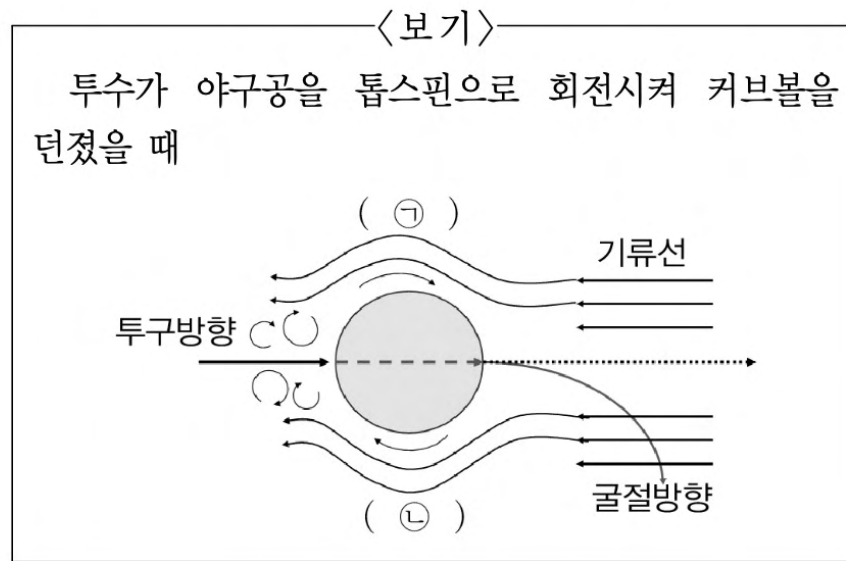 〈보기〉
투수가 야구공을 톱스핀으로 회전시켜 커브볼을
던졌을 때
( ㉠ )
기류선
투구방향
굴절방향
( ㉡ )